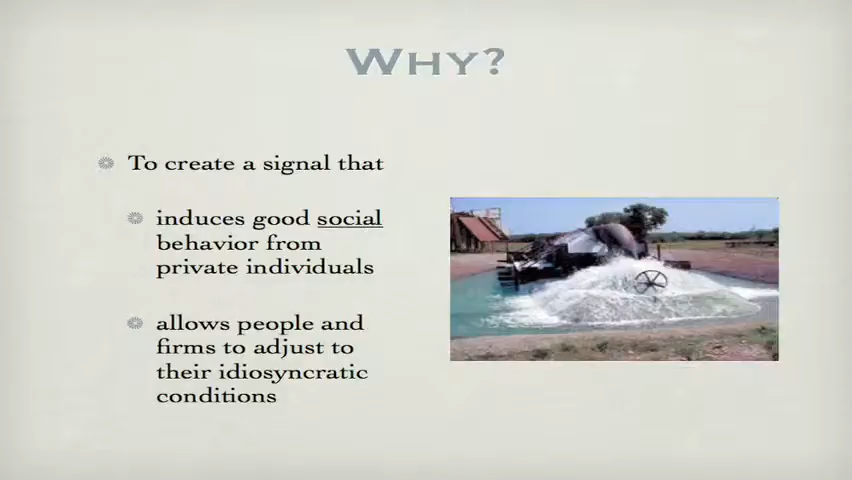 WHY?
To create a signal that
induces good social
behavior from
private individuals
allows people and
firms to adjust to
their idiosyncratic
conditions